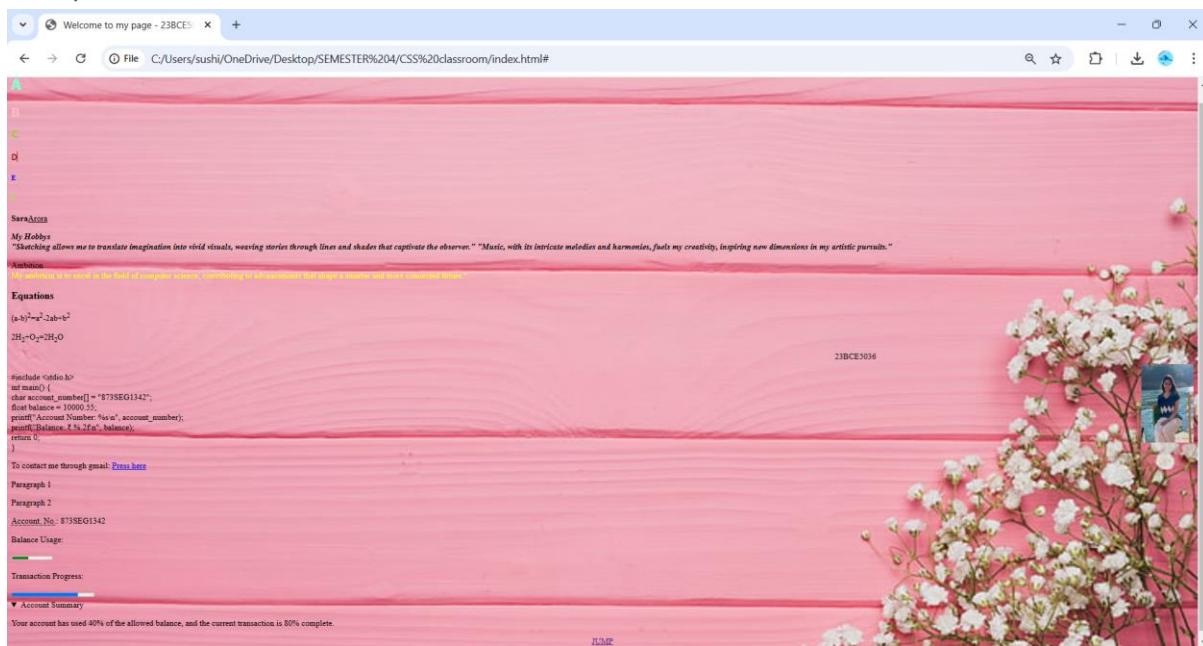 Welcome to my page - 23BCE5
File C:/Users/sushi/OneDrive/Desktop/SEMESTER%204/CSS%20classroom/index.html#
A
B
C
D
E
SaraArora
My Hobbys
"Sketching allows me to translate imagination into vivid visuals, weaving stories through lines and shades that captivate the observer." "Music, with its intricate melodies and harmonies, fuels my creativity, inspiring new dimensions in my artistic pursuits."
Ambition
My ambition is to excel in the field of computer science, contributing to advancements that shape a smarter and more connected future."
Equations
(a-b)²=a²-2ab+b²
2H₂+O₂=2H₂O
23BCE5036
#include <stdio.h>
int main() {
char account_number[] = "873SEG1342";
float balance = 10000.55;
printf("Account Number: %s\n", account_number);
printf("Balance: ₹ %.2f\n", balance);
return 0;
}
To contact me through gmail: Press here
Paragraph 1
Paragraph 2
Account. No.: 873SEG1342
Balance Usage:
Transaction Progress:
▼ Account Summary
Your account has used 40% of the allowed balance, and the current transaction is 80% complete.
JUMP